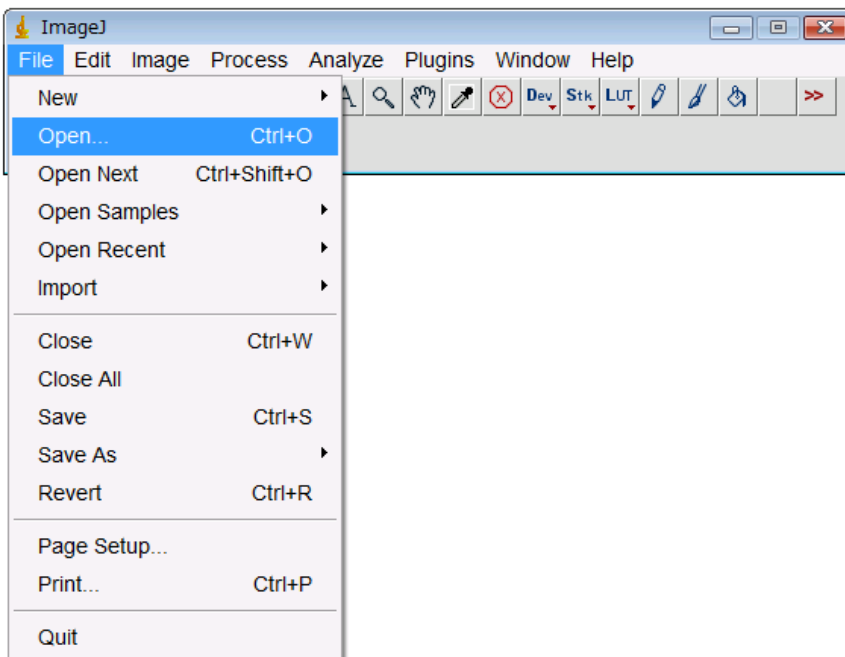 ImageJ
File Edit Image Process Analyze Plugins Window Help
A Dev Stk LUT >>
New
Open... Ctrl+O
Open Next Ctrl+Shift+O
Open Samples
Open Recent
Import
Close Ctrl+W
Close All
Save Ctrl+S
Save As
Revert Ctrl+R
Page Setup...
Print... Ctrl+P
Quit